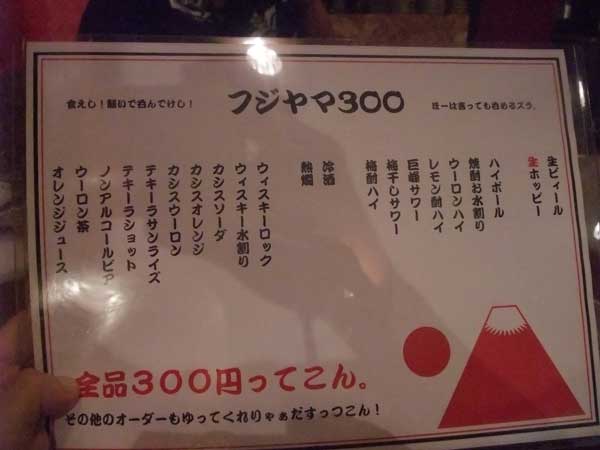 食えし！騒いで呑んでけし！
フジヤマ300
ほーは言っても呑めるズラ。
生ビィール
生ホッピー
ハイボール
焼酎お水割り
ウーロンハイ
レモン酎ハイ
巨峰サワー
梅干しサワー
梅酎ハイ
冷酒
熱燗
ウィスキーロック
ウィスキー水割り
カシスソーダ
カシスオレンジ
カシスウーロン
テキーラサンライズ
テキーラショット
ノンアルコールビア
ウーロン茶
オレンジジュース
全品300円ってこん。
その他のオーダーもゆってくれりゃぁだすっつこん！